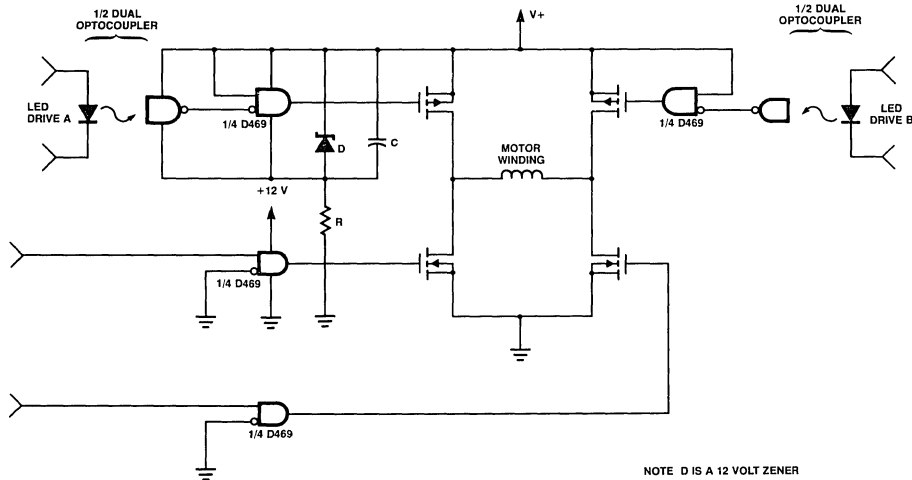 1/2 DUAL
OPTOCOUPLER
V+
1/2 DUAL
OPTOCOUPLER
LED
DRIVE A
1/4 D469
D
C
1/4 D469
LED
DRIVE B
MOTOR
WINDING
+12 V
R
1/4 D469
1/4 D469
NOTE D IS A 12 VOLT ZENER